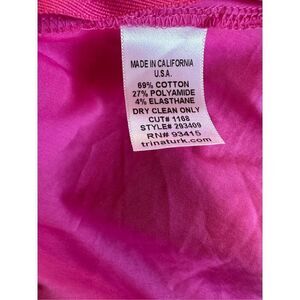 MADE IN CALIFORNIA
U.S.A.
69% COTTON
27% POLYAMIDE
4% ELASTHANE
DRY CLEAN ONLY
CUT# 1168
STYLE# 293409
RN# 93415
trinaturk.com